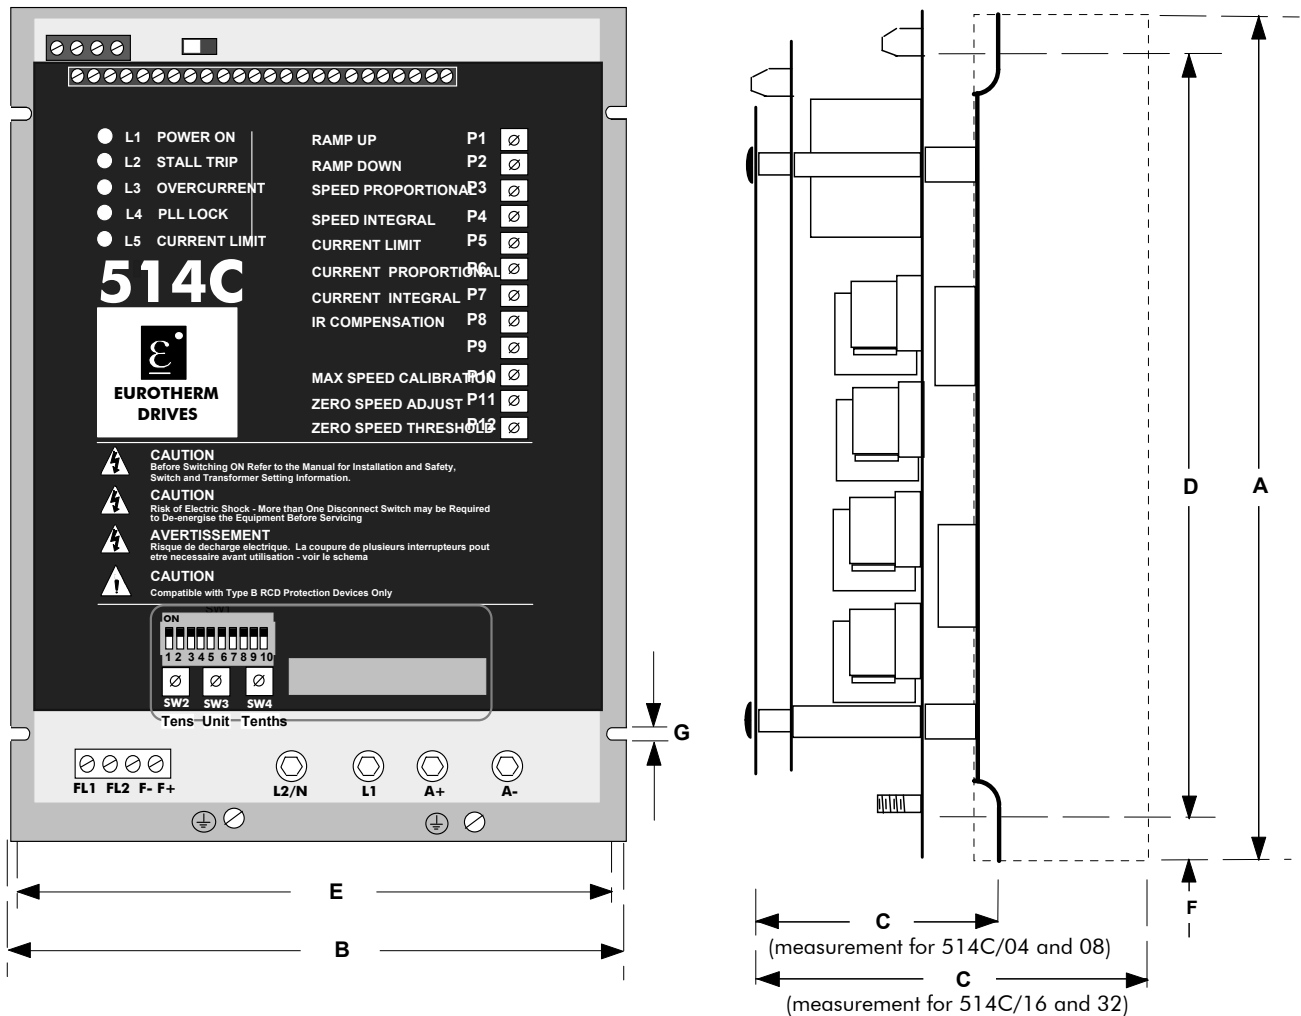 L1 POWER ON
L2 STALL TRIP
L3 OVERCURRENT
L4 PLL LOCK
L5 CURRENT LIMIT
RAMP UP P1
RAMP DOWN P2
SPEED PROPORTIONAL P3
SPEED INTEGRAL P4
CURRENT LIMIT P5
CURRENT PROPORTIONAL P6
CURRENT INTEGRAL P7
IR COMPENSATION P8
P9
MAX SPEED CALIBRATION P10
ZERO SPEED ADJUST P11
ZERO SPEED THRESHOLD P12
514C
ε
EUROTHERM
DRIVES
CAUTION
Before Switching ON Refer to the Manual for Installation and Safety,
Switch and Transformer Setting Information.
CAUTION
Risk of Electric Shock - More than One Disconnect Switch may be Required
to De-energise the Equipment Before Servicing
AVERTISSEMENT
Risque de decharge electrique. La coupure de plusieurs interrupteurs pout
etre necessaire avant utilisation - voir le schema
CAUTION
Compatible with Type B RCD Protection Devices Only
SW1
ON
1 2 3 4 5 6 7 8 9 10
SW2 SW3 SW4
Tens Unit Tenths
FL1 FL2 F- F+
L2/N L1 A+ A-
G
E
B
D
A
F
C
(measurement for 514C/04 and 08)
C
(measurement for 514C/16 and 32)